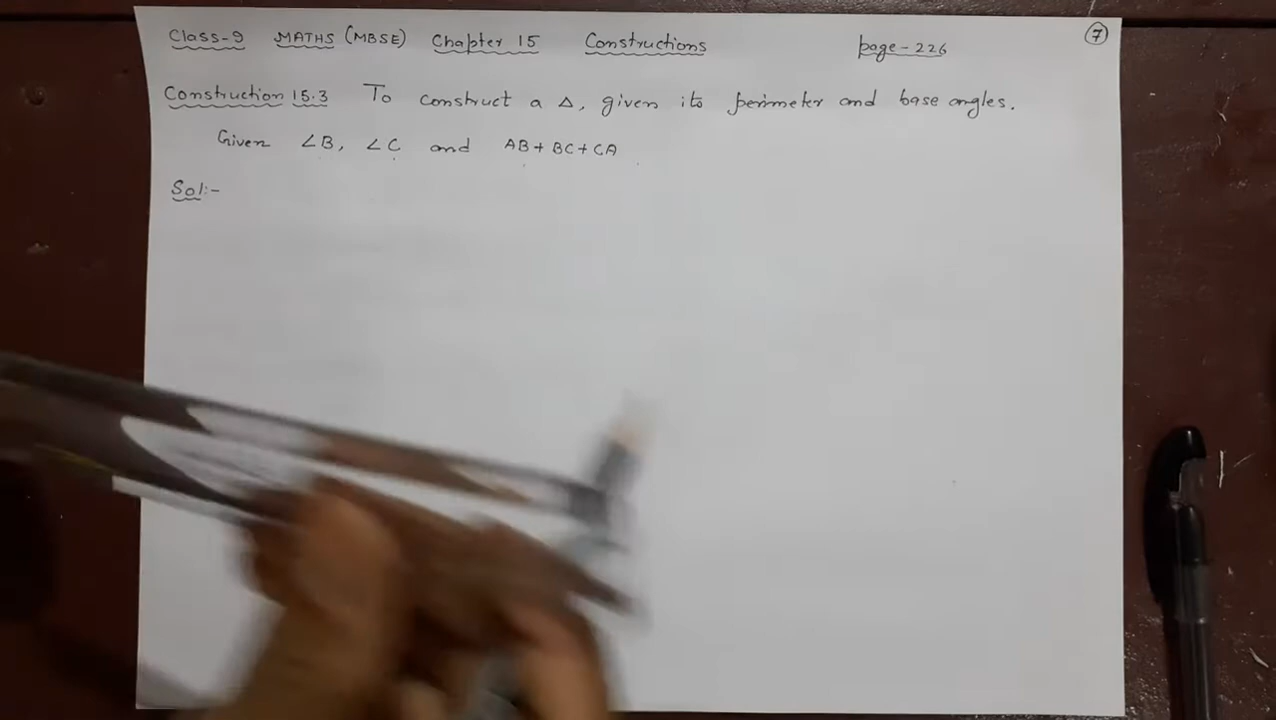 Class-9 MATHS (MBSE) Chapter 15 Constructions page-226 7
Construction 15.3 To construct a △, given its perimeter and base angles.
Given ∠B, ∠C and AB+BC+CA
Sol:-